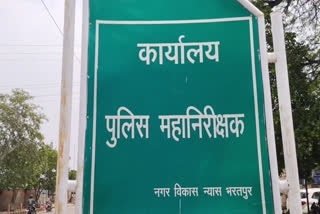 कार्यालय
पुलिस महानिरीक्षक
नगर विकास न्यास भरतपुर